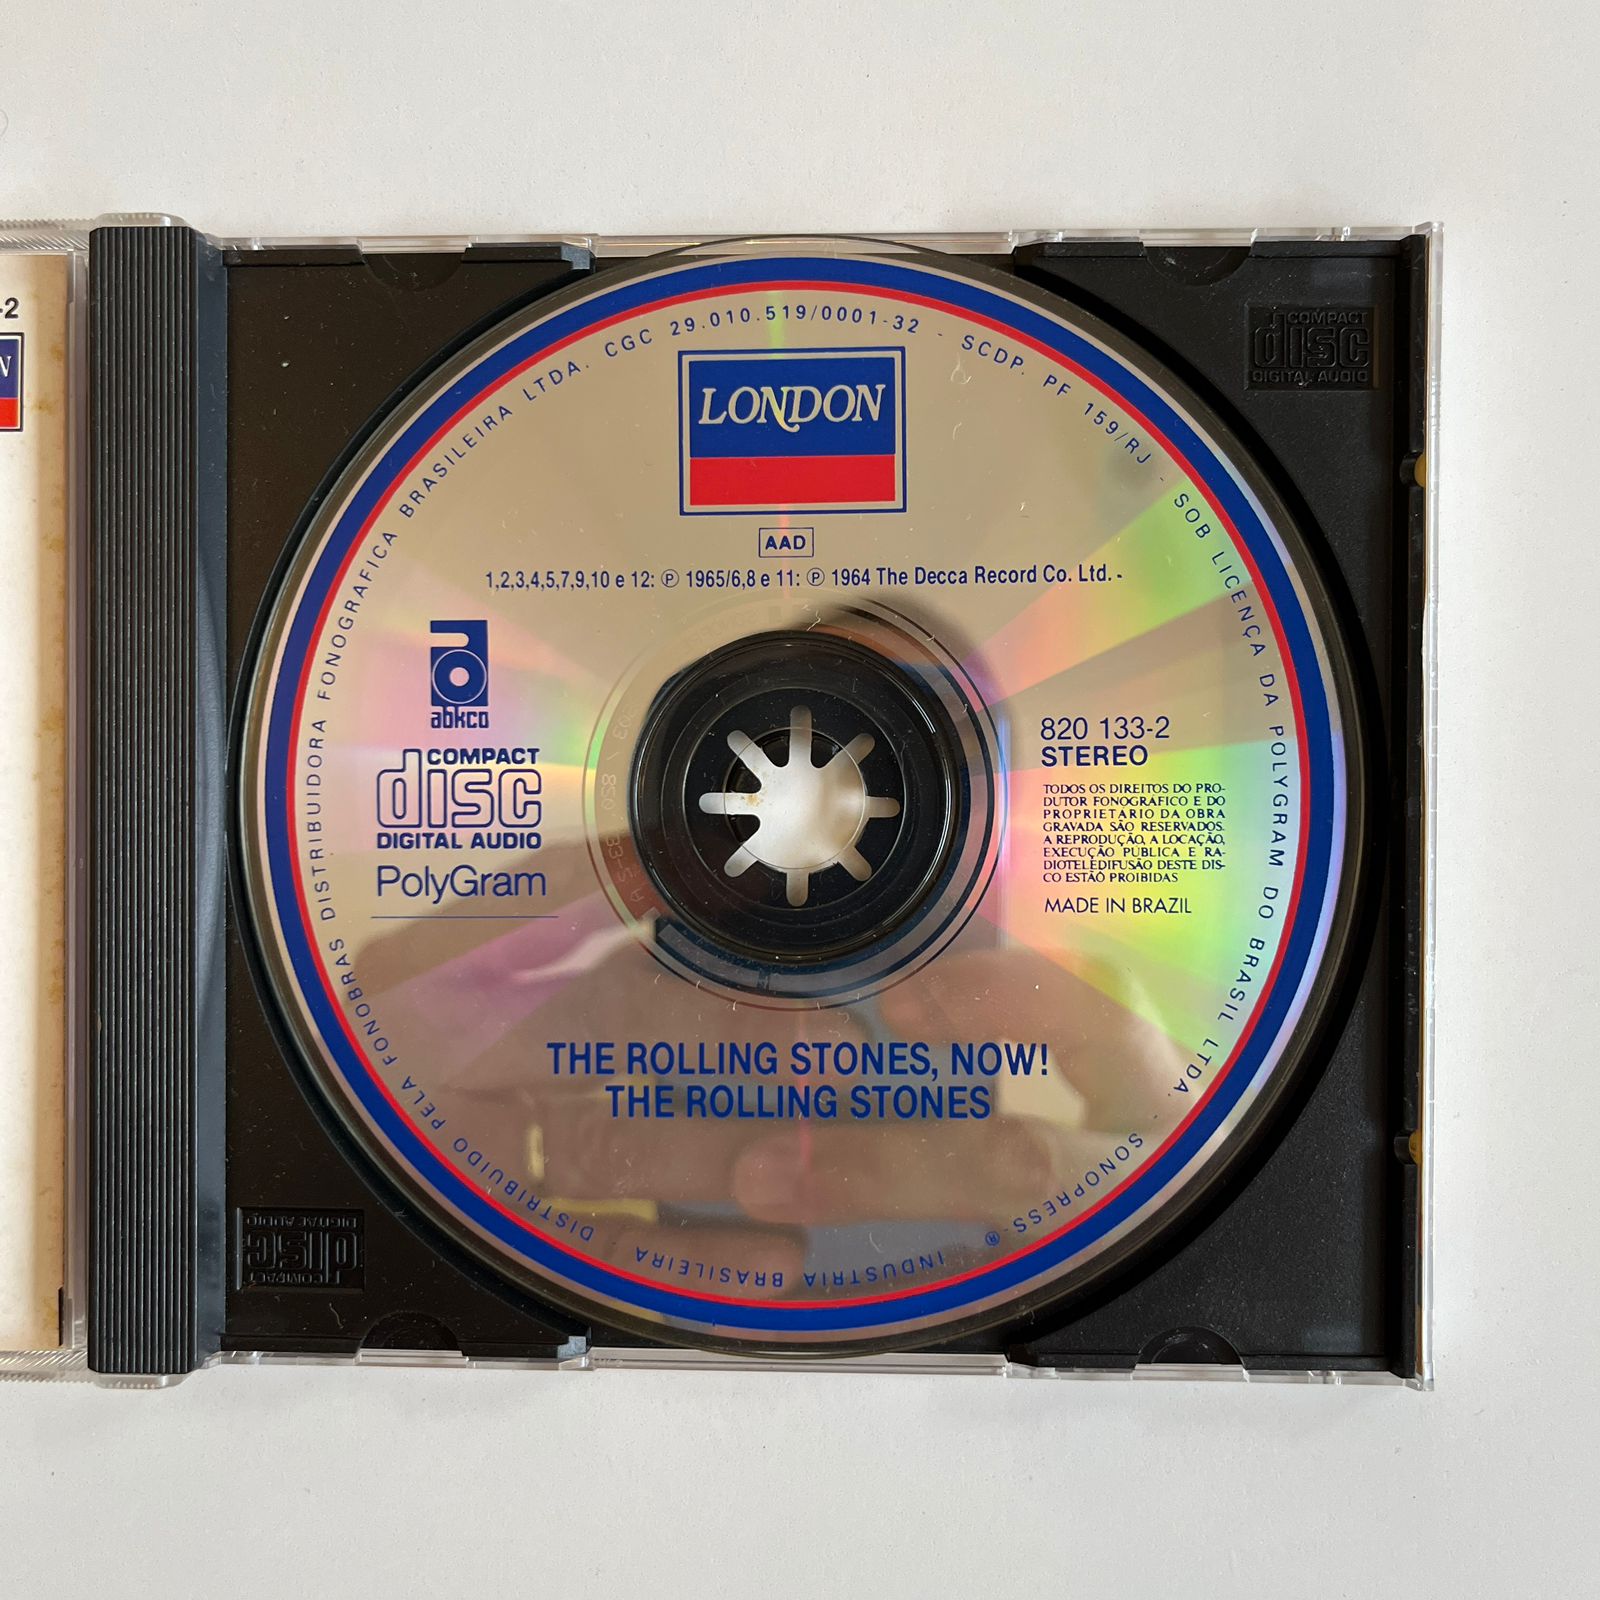 -2
LONDON
AAD
1,2,3,4,5,7,9,10 e 12: ℗ 1965/6,8 e 11: ℗ 1964 The Decca Record Co. Ltd. -
abkco
COMPACT
disc
DIGITAL AUDIO
PolyGram
820 133-2
STEREO
TODOS OS DIREITOS DO PRO-
DUTOR FONOGRAFICO E DO
PROPRIETARIO DA OBRA
GRAVADA SÃO RESERVADOS.
A REPRODUÇÃO, A LOCAÇÃO,
EXECUÇÃO PUBLICA E RA-
DIOTELEDIFUSÃO DESTE DIS-
CO ESTÃO PROIBIDAS
MADE IN BRAZIL
THE ROLLING STONES, NOW!
THE ROLLING STONES
DISTRIBUIDO PELA FONOBRAS DISTRIBUIDORA FONOGRAFICA BRASILEIRA LTDA. CGC 29.010.519/0001-32 - SCDP. PF 159/RJ - SOB LICENÇA DA POLYGRAM DO BRASIL LTDA. - SONOPRESS-® INDUSTRIA BRASILEIRA -
COMPACT
disc
DIGITAL AUDIO
COMPACT
disc
DIGITAL AUDIO